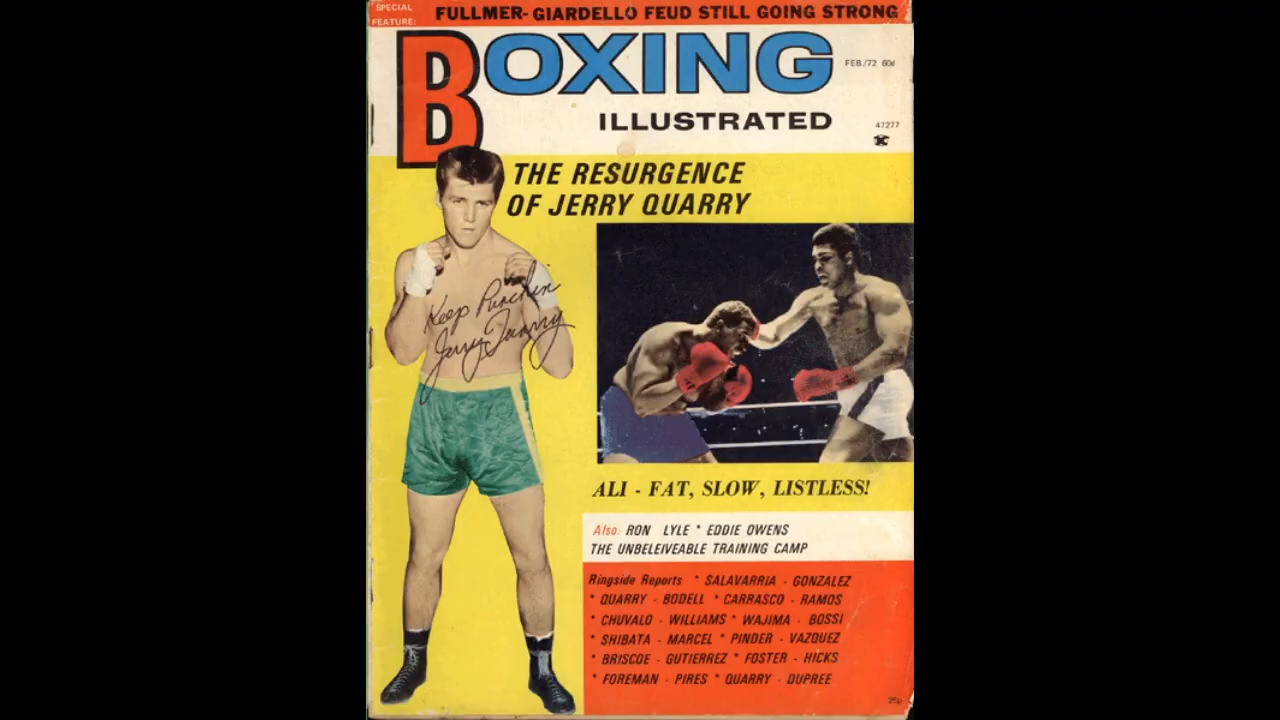 SPECIAL
FEATURE:
FULLMER-GIARDELLO FEUD STILL GOING STRONG
BOXING
FEB./72 60¢
ILLUSTRATED
47277
THE RESURGENCE
OF JERRY QUARRY
Keep Punchin
Jerry Quarry
ALI - FAT, SLOW, LISTLESS!
Also: RON LYLE * EDDIE OWENS
THE UNBELEIVEABLE TRAINING CAMP
Ringside Reports * SALAVARRIA - GONZALEZ
* QUARRY - BODELL * CARRASCO - RAMOS
* CHUVALO - WILLIAMS * WAJIMA - BOSSI
* SHIBATA - MARCEL * PINDER - VAZQUEZ
* BRISCOE - GUTIERREZ * FOSTER - HICKS
* FOREMAN - PIRES * QUARRY - DUPREE